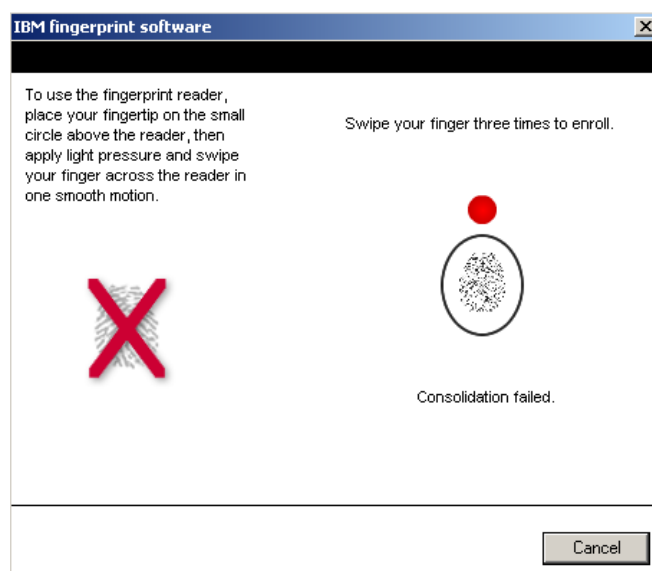 IBM fingerprint software
To use the fingerprint reader,
place your fingertip on the small
circle above the reader, then
apply light pressure and swipe
your finger across the reader in
one smooth motion.
Swipe your finger three times to enroll.
Consolidation failed.
Cancel